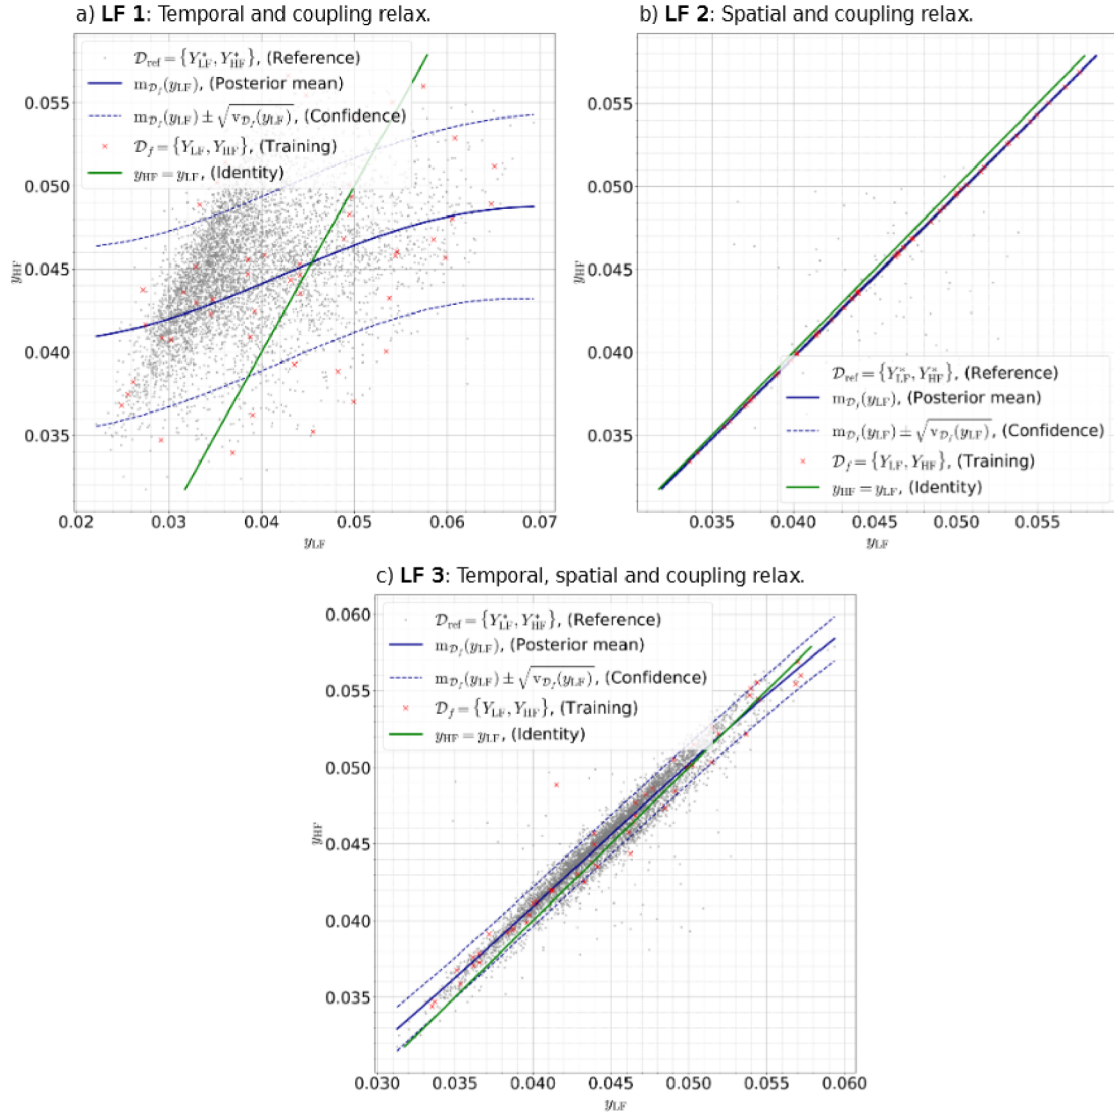 a) LF 1: Temporal and coupling relax.
𝒟ref = {Y*LF, Y*HF}, (Reference)
m𝒟f(yLF), (Posterior mean)
m𝒟f(yLF) ± √v𝒟f(yLF), (Confidence)
𝒟f = {YLF, YHF}, (Training)
yHF = yLF, (Identity)
0.055
0.050
0.045
0.040
0.035
yHF
0.02 0.03 0.04 0.05 0.06 0.07
yLF
b) LF 2: Spatial and coupling relax.
0.055
0.050
0.045
0.040
0.035
yHF
𝒟ref = {Y*LF, Y*HF}, (Reference)
m𝒟f(yLF), (Posterior mean)
m𝒟f(yLF) ± √v𝒟f(yLF), (Confidence)
𝒟f = {YLF, YHF}, (Training)
yHF = yLF, (Identity)
0.035 0.040 0.045 0.050 0.055
yLF
c) LF 3: Temporal, spatial and coupling relax.
𝒟ref = {Y*LF, Y*HF}, (Reference)
m𝒟f(yLF), (Posterior mean)
m𝒟f(yLF) ± √v𝒟f(yLF), (Confidence)
𝒟f = {YLF, YHF}, (Training)
yHF = yLF, (Identity)
0.060
0.055
0.050
0.045
0.040
0.035
yHF
0.030 0.035 0.040 0.045 0.050 0.055 0.060
yLF